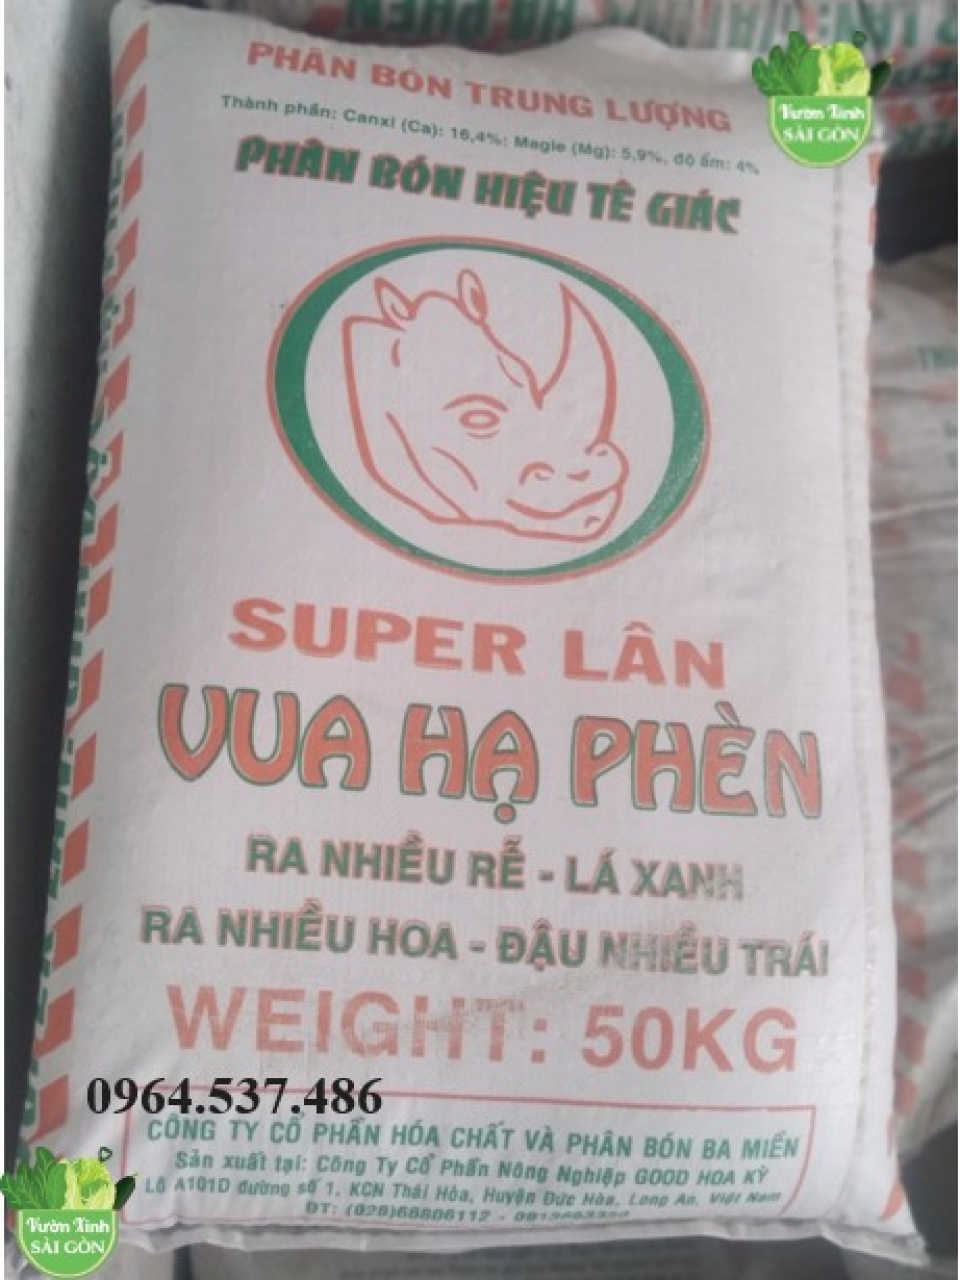 PHÂN BÓN TRUNG LƯỢNG
Thành phần: Canxi (Ca): 16,4%; Magie (Mg): 5,9%, độ ẩm: 4%
PHÂN BÓN HIỆU TÊ GIÁC
Vườn Xinh
SÀI GÒN
SUPER LÂN
VUA HẠ PHÈN
RA NHIỀU RỄ - LÁ XANH
RA NHIỀU HOA - ĐẬU NHIỀU TRÁI
WEIGHT: 50KG
0964.537.486
CÔNG TY CỔ PHẦN HÓA CHẤT VÀ PHÂN BÓN BA MIỀN
Sản xuất tại: Công Ty Cổ Phần Nông Nghiệp GOOD HOA KỲ
Lô A101D đường số 1, KCN Thái Hòa, Huyện Đức Hòa, Long An, Việt Nam
ĐT: (028)66806112 -
Vườn Xinh
SÀI GÒN